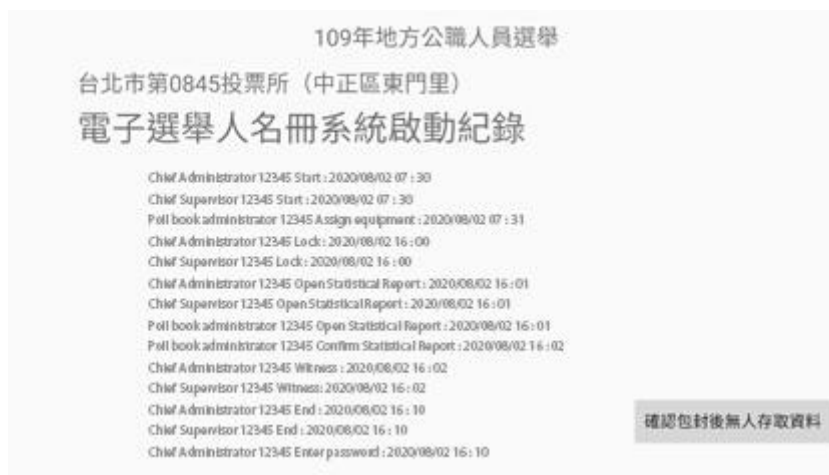 109年地方公職人員選舉
台北市第0845投票所（中正區東門里）
電子選舉人名冊系統啟動紀錄
Chief Administrator 12345 Start : 2020/08/02 07 : 30
Chief Supervisor 12345 Start : 2020/08/02 07 : 30
Poll book administrator 12345 Assign equipment : 2020/08/02 07 : 31
Chief Administrator 12345 Lock : 2020/08/02 16 : 00
Chief Supervisor 12345 Lock : 2020/08/02 16 : 00
Chief Administrator 12345 Open Statistical Report : 2020/08/02 16 : 01
Chief Supervisor 12345 Open Statistical Report : 2020/08/02 16 : 01
Poll book administrator 12345 Open Statistical Report : 2020/08/02 16 : 01
Poll book administrator 12345 Confirm Statistical Report : 2020/08/02 16 : 02
Chief Administrator 12345 Witness : 2020/08/02 16 : 02
Chief Supervisor 12345 Witness: 2020/08/02 16 : 02
Chief Administrator 12345 End : 2020/08/02 16 : 10
Chief Supervisor 12345 End : 2020/08/02 16 : 10
Chief Administrator 12345 Enter password : 2020/08/02 16 : 10
確認包封後無人存取資料